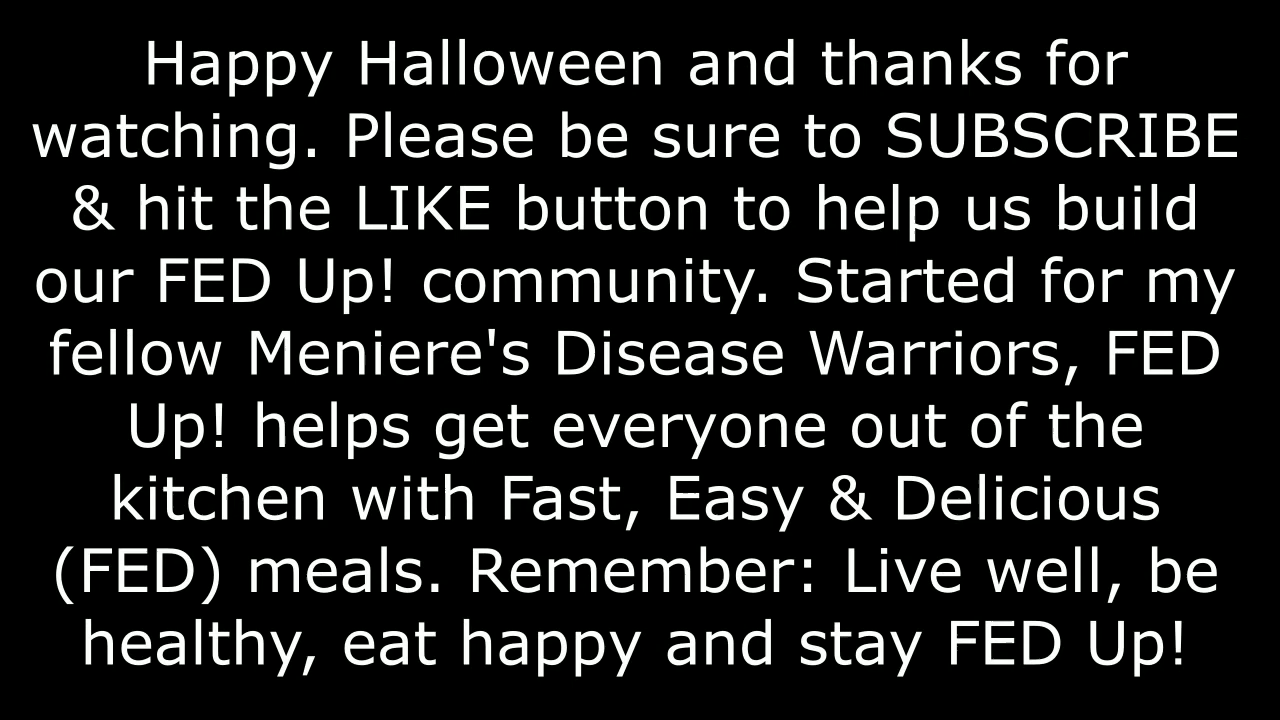 Happy Halloween and thanks for
watching. Please be sure to SUBSCRIBE
& hit the LIKE button to help us build
our FED Up! community. Started for my
fellow Meniere's Disease Warriors, FED
Up! helps get everyone out of the
kitchen with Fast, Easy & Delicious
(FED) meals. Remember: Live well, be
healthy, eat happy and stay FED Up!